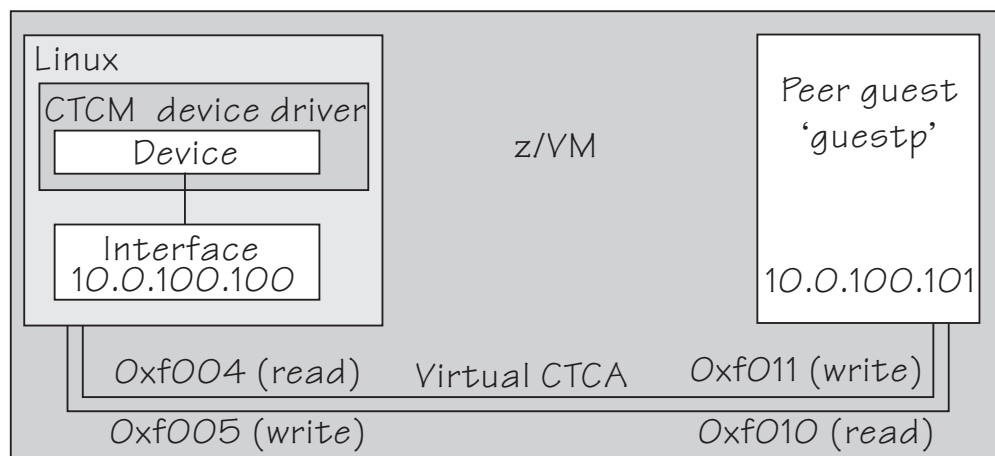 Linux
CTCM device driver
Device
Interface
10.0.100.100
z/VM
Peer guest
‘guestp’
10.0.100.101
0xf004 (read)
Virtual CTCA
0xf011 (write)
0xf005 (write)
0xf010 (read)